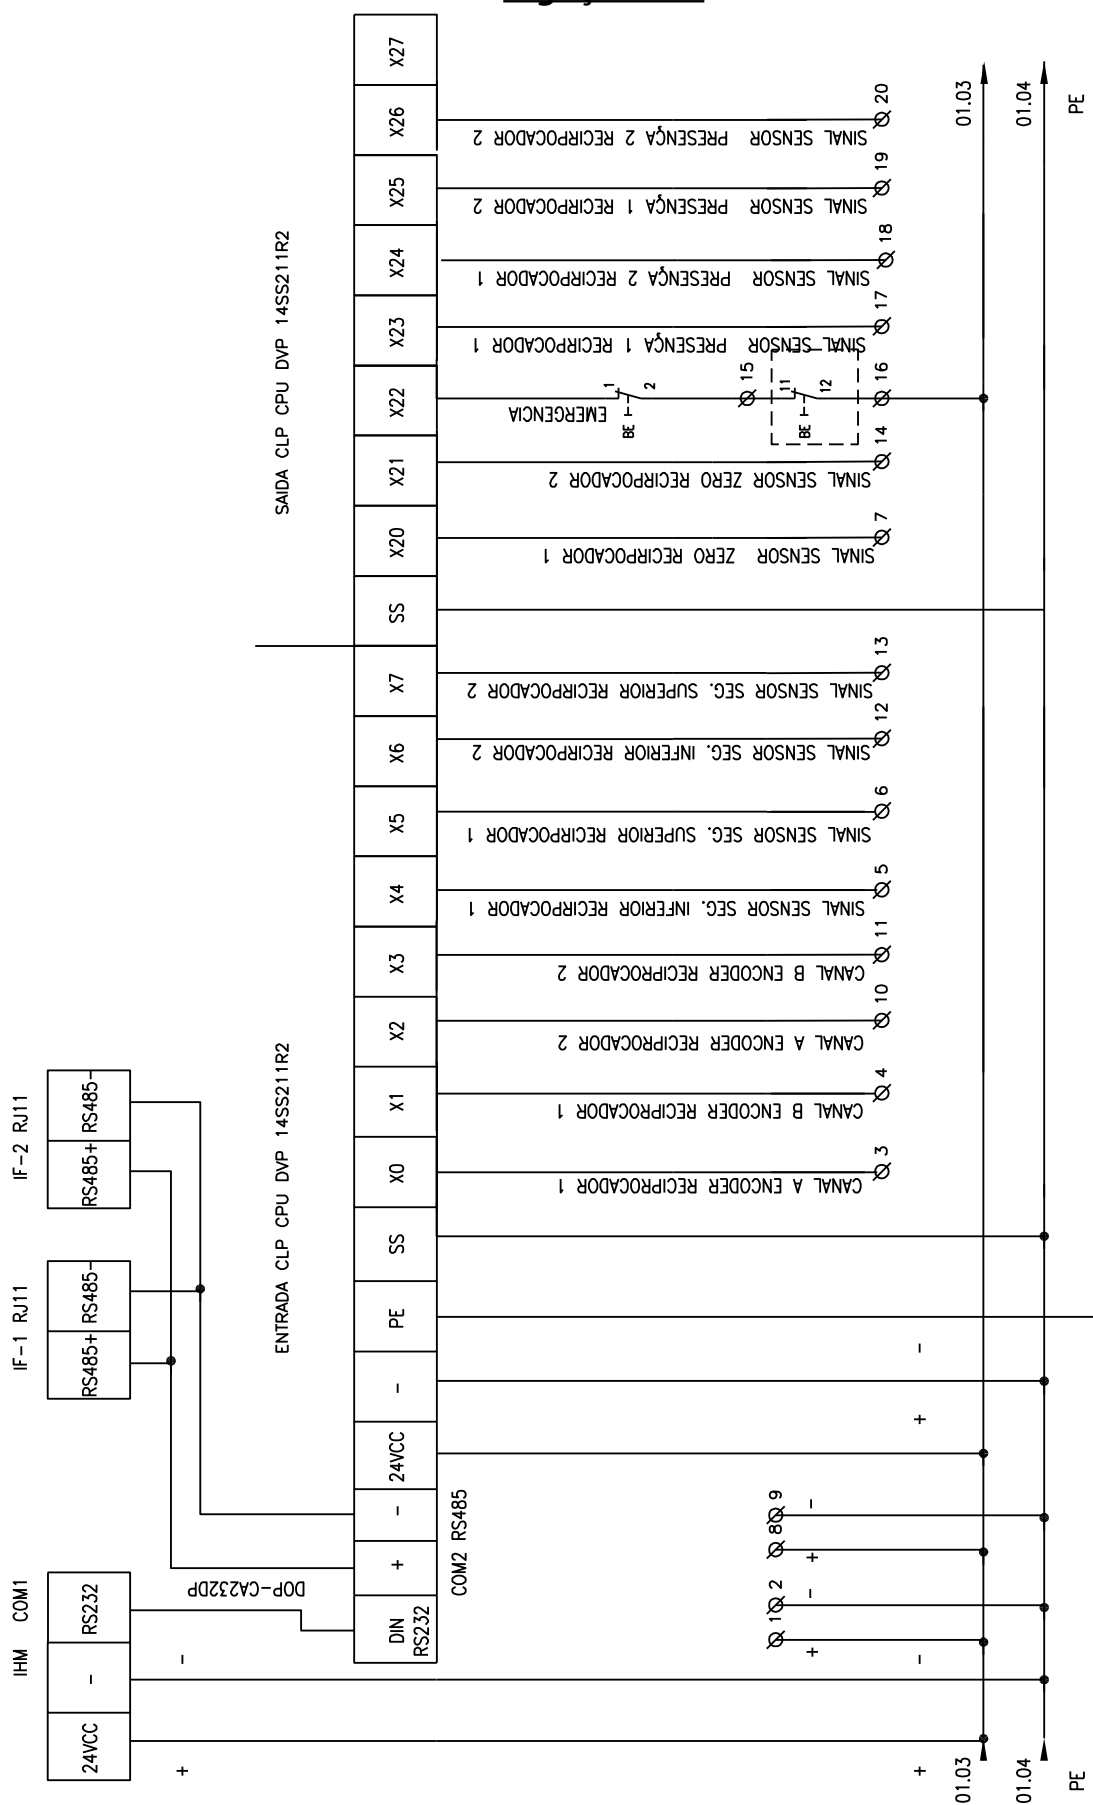 X27
X26
X25
X24
X23
X22
X21
X20
SS
X7
X6
X5
X4
X3
X2
X1
X0
SS
PE
-
24VCC
-
+
DIN
RS232
SAIDA CLP CPU DVP 14SS211R2
ENTRADA CLP CPU DVP 14SS211R2
SINAL SENSOR PRESENÇA 2 RECIRPOCADOR 2
20
SINAL SENSOR PRESENÇA 1 RECIRPOCADOR 2
19
SINAL SENSOR PRESENÇA 2 RECIRPOCADOR 1
18
SINAL SENSOR PRESENÇA 1 RECIRPOCADOR 1
17
EMERGENCIA
1
2
BE
15
11
12
BE
16
SINAL SENSOR ZERO RECIRPOCADOR 2
14
SINAL SENSOR ZERO RECIRPOCADOR 1
7
SINAL SENSOR SEG. SUPERIOR RECIRPOCADOR 2
13
SINAL SENSOR SEG. INFERIOR RECIRPOCADOR 2
12
SINAL SENSOR SEG. SUPERIOR RECIRPOCADOR 1
6
SINAL SENSOR SEG. INFERIOR RECIRPOCADOR 1
5
CANAL B ENCODER RECIPROCADOR 2
11
CANAL A ENCODER RECIPROCADOR 2
10
CANAL B ENCODER RECIPROCADOR 1
4
CANAL A ENCODER RECIPROCADOR 1
3
IF-2 RJ11
RS485+
RS485-
IF-1 RJ11
RS485+
RS485-
IHM COM1
24VCC
-
RS232
DOP-CA232DP
COM2 RS485
+
-
+
-
1
2
8
9
+
-
+
-
+
-
01.03
01.04
PE
01.03
01.04
PE